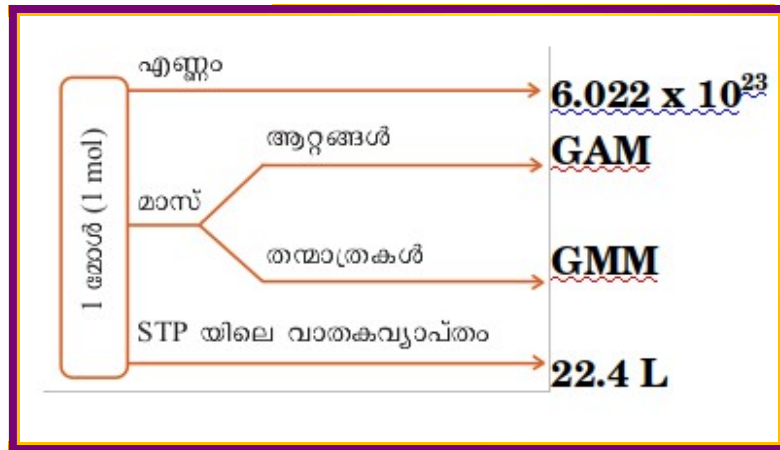 എണ്ണം
6.022 x 10²³
ആറ്റങ്ങൾ
GAM
1 മോൾ (1 mol)
മാസ്
തന്മാത്രകൾ
GMM
STP യിലെ വാതകവ്യാപ്തം
22.4 L